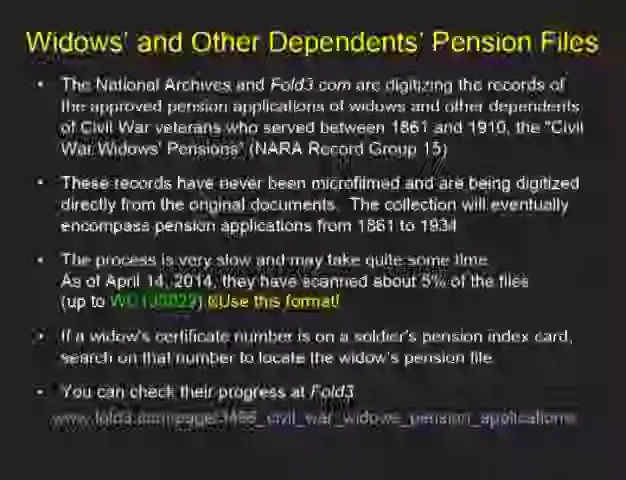 Widows' and Other Dependents' Pension Files
• The National Archives and Fold3.com are digitizing the records of
the approved pension applications of widows and other dependents
of Civil War veterans who served between 1861 and 1910, the "Civil
War Widows' Pensions" (NARA Record Group 15)
• These records have never been microfilmed and are being digitized
directly from the original documents. The collection will eventually
encompass pension applications from 1861 to 1934
• The process is very slow and may take quite some time.
As of April 14, 2014, they have scanned about 5% of the files
(up to Use this format!
• If a widow's certificate number is on a soldier's pension index card,
search on that number to locate the widow's pension file.
• You can check their progress at Fold3